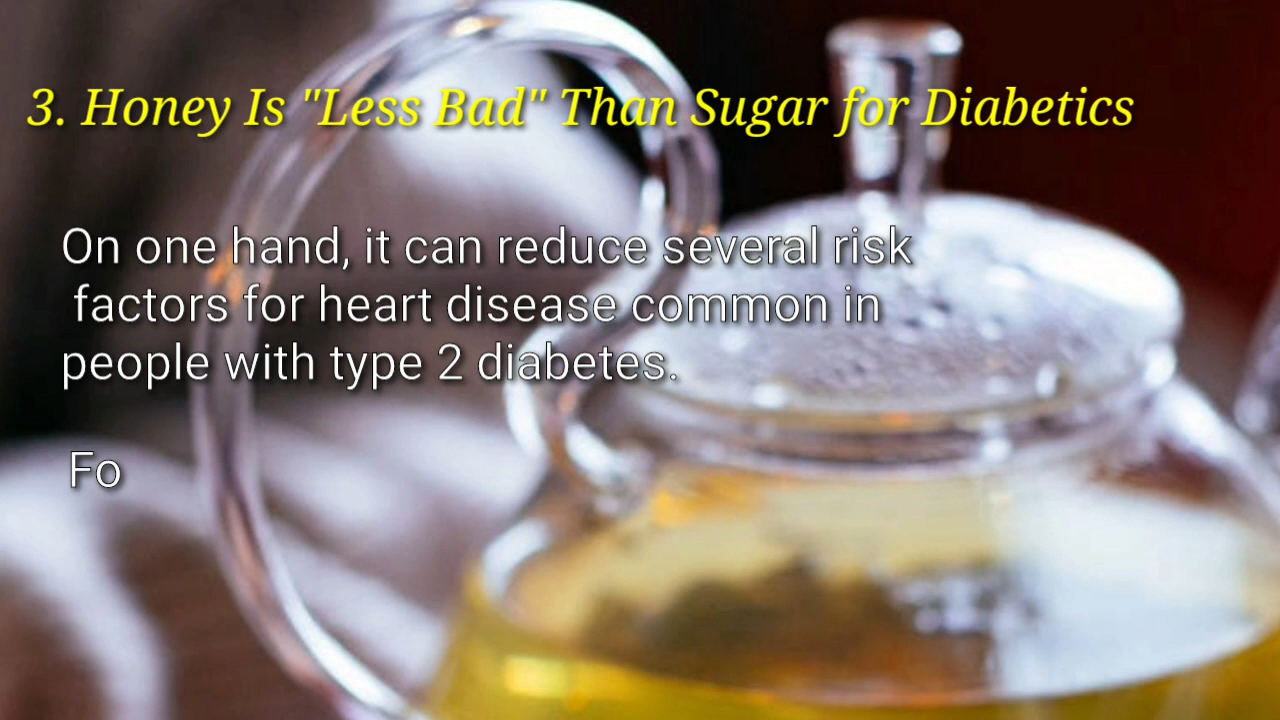 3. Honey Is "Less Bad" Than Sugar for Diabetics
On one hand, it can reduce several risk
factors for heart disease common in
people with type 2 diabetes.
Fo